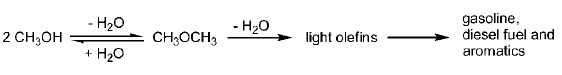 2 CH₃OH - H₂O + H₂O CH₃OCH₃ - H₂O light olefins gasoline,
diesel fuel and
aromatics